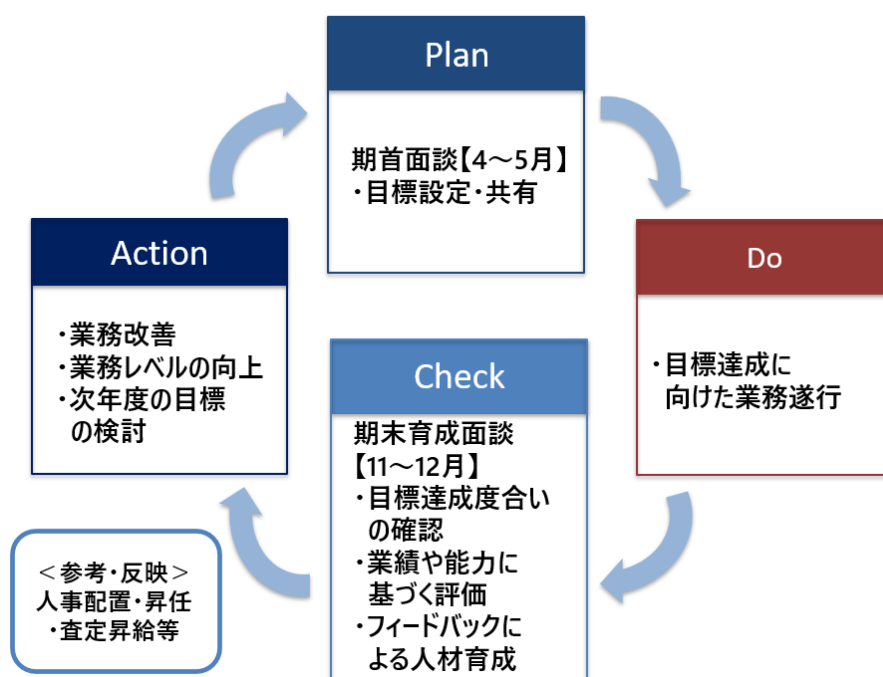 Plan
期首面談【4～5月】
・目標設定・共有
Do
・目標達成に
向けた業務遂行
Check
期末育成面談
【11～12月】
・目標達成度合い
の確認
・業績や能力に
基づく評価
・フィードバックに
よる人材育成
Action
・業務改善
・業務レベルの向上
・次年度の目標
の検討
＜参考・反映＞
人事配置・昇任
・査定昇給等